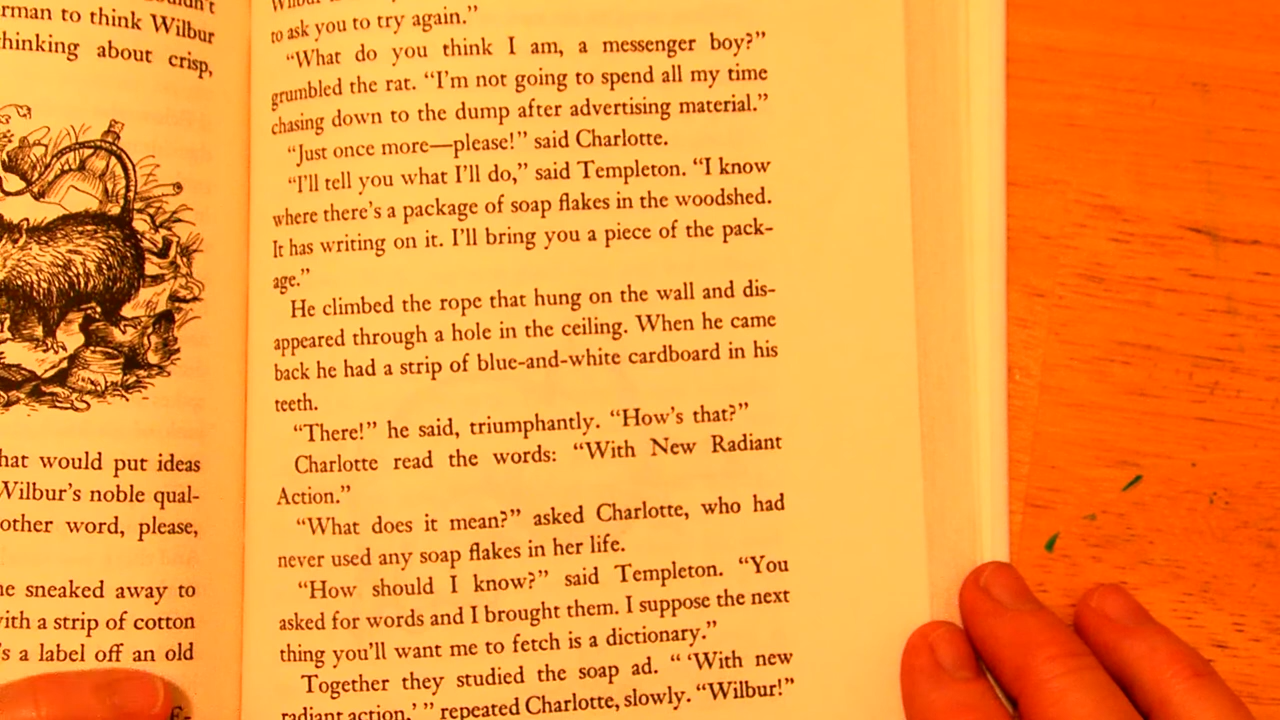 rman to think Wilbur
hinking about crisp,
hat would put ideas
Wilbur's noble qual-
other word, please,
ne sneaked away to
with a strip of cotton
's a label off an old
to ask you to try again."
"What do you think I am, a messenger boy?"
grumbled the rat. "I'm not going to spend all my time
chasing down to the dump after advertising material."
"Just once more—please!" said Charlotte.
"I'll tell you what I'll do," said Templeton. "I know
where there's a package of soap flakes in the woodshed.
It has writing on it. I'll bring you a piece of the pack-
age."
He climbed the rope that hung on the wall and dis-
appeared through a hole in the ceiling. When he came
back he had a strip of blue-and-white cardboard in his
teeth.
"There!" he said, triumphantly. "How's that?"
Charlotte read the words: "With New Radiant
Action."
"What does it mean?" asked Charlotte, who had
never used any soap flakes in her life.
"How should I know?" said Templeton. "You
asked for words and I brought them. I suppose the next
thing you'll want me to fetch is a dictionary."
Together they studied the soap ad. " 'With new
radiant action,' " repeated Charlotte, slowly. "Wilbur!"